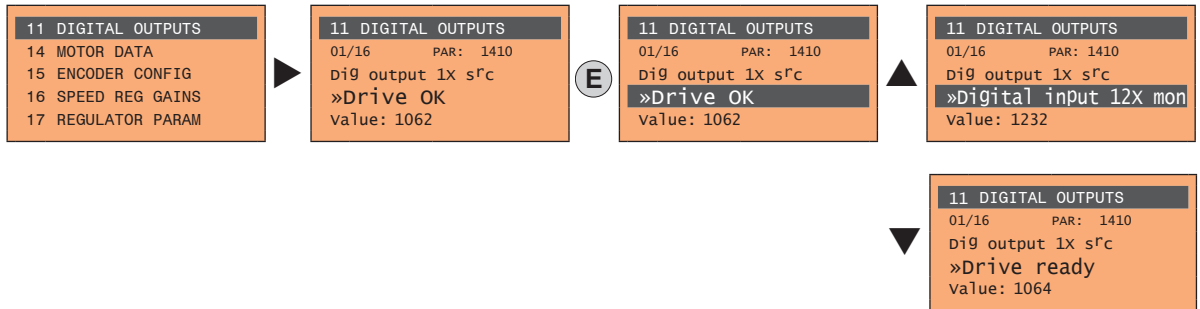 11 DIGITAL OUTPUTS
14 MOTOR DATA
15 ENCODER CONFIG
16 SPEED REG GAINS
17 REGULATOR PARAM
11 DIGITAL OUTPUTS
01/16 PAR: 1410
Dig output 1X src
»Drive OK
Value: 1062
E
11 DIGITAL OUTPUTS
01/16 PAR: 1410
Dig output 1X src
»Drive OK
Value: 1062
11 DIGITAL OUTPUTS
01/16 PAR: 1410
Dig output 1X src
»Digital input 12X mon
Value: 1232
11 DIGITAL OUTPUTS
01/16 PAR: 1410
Dig output 1X src
»Drive ready
Value: 1064